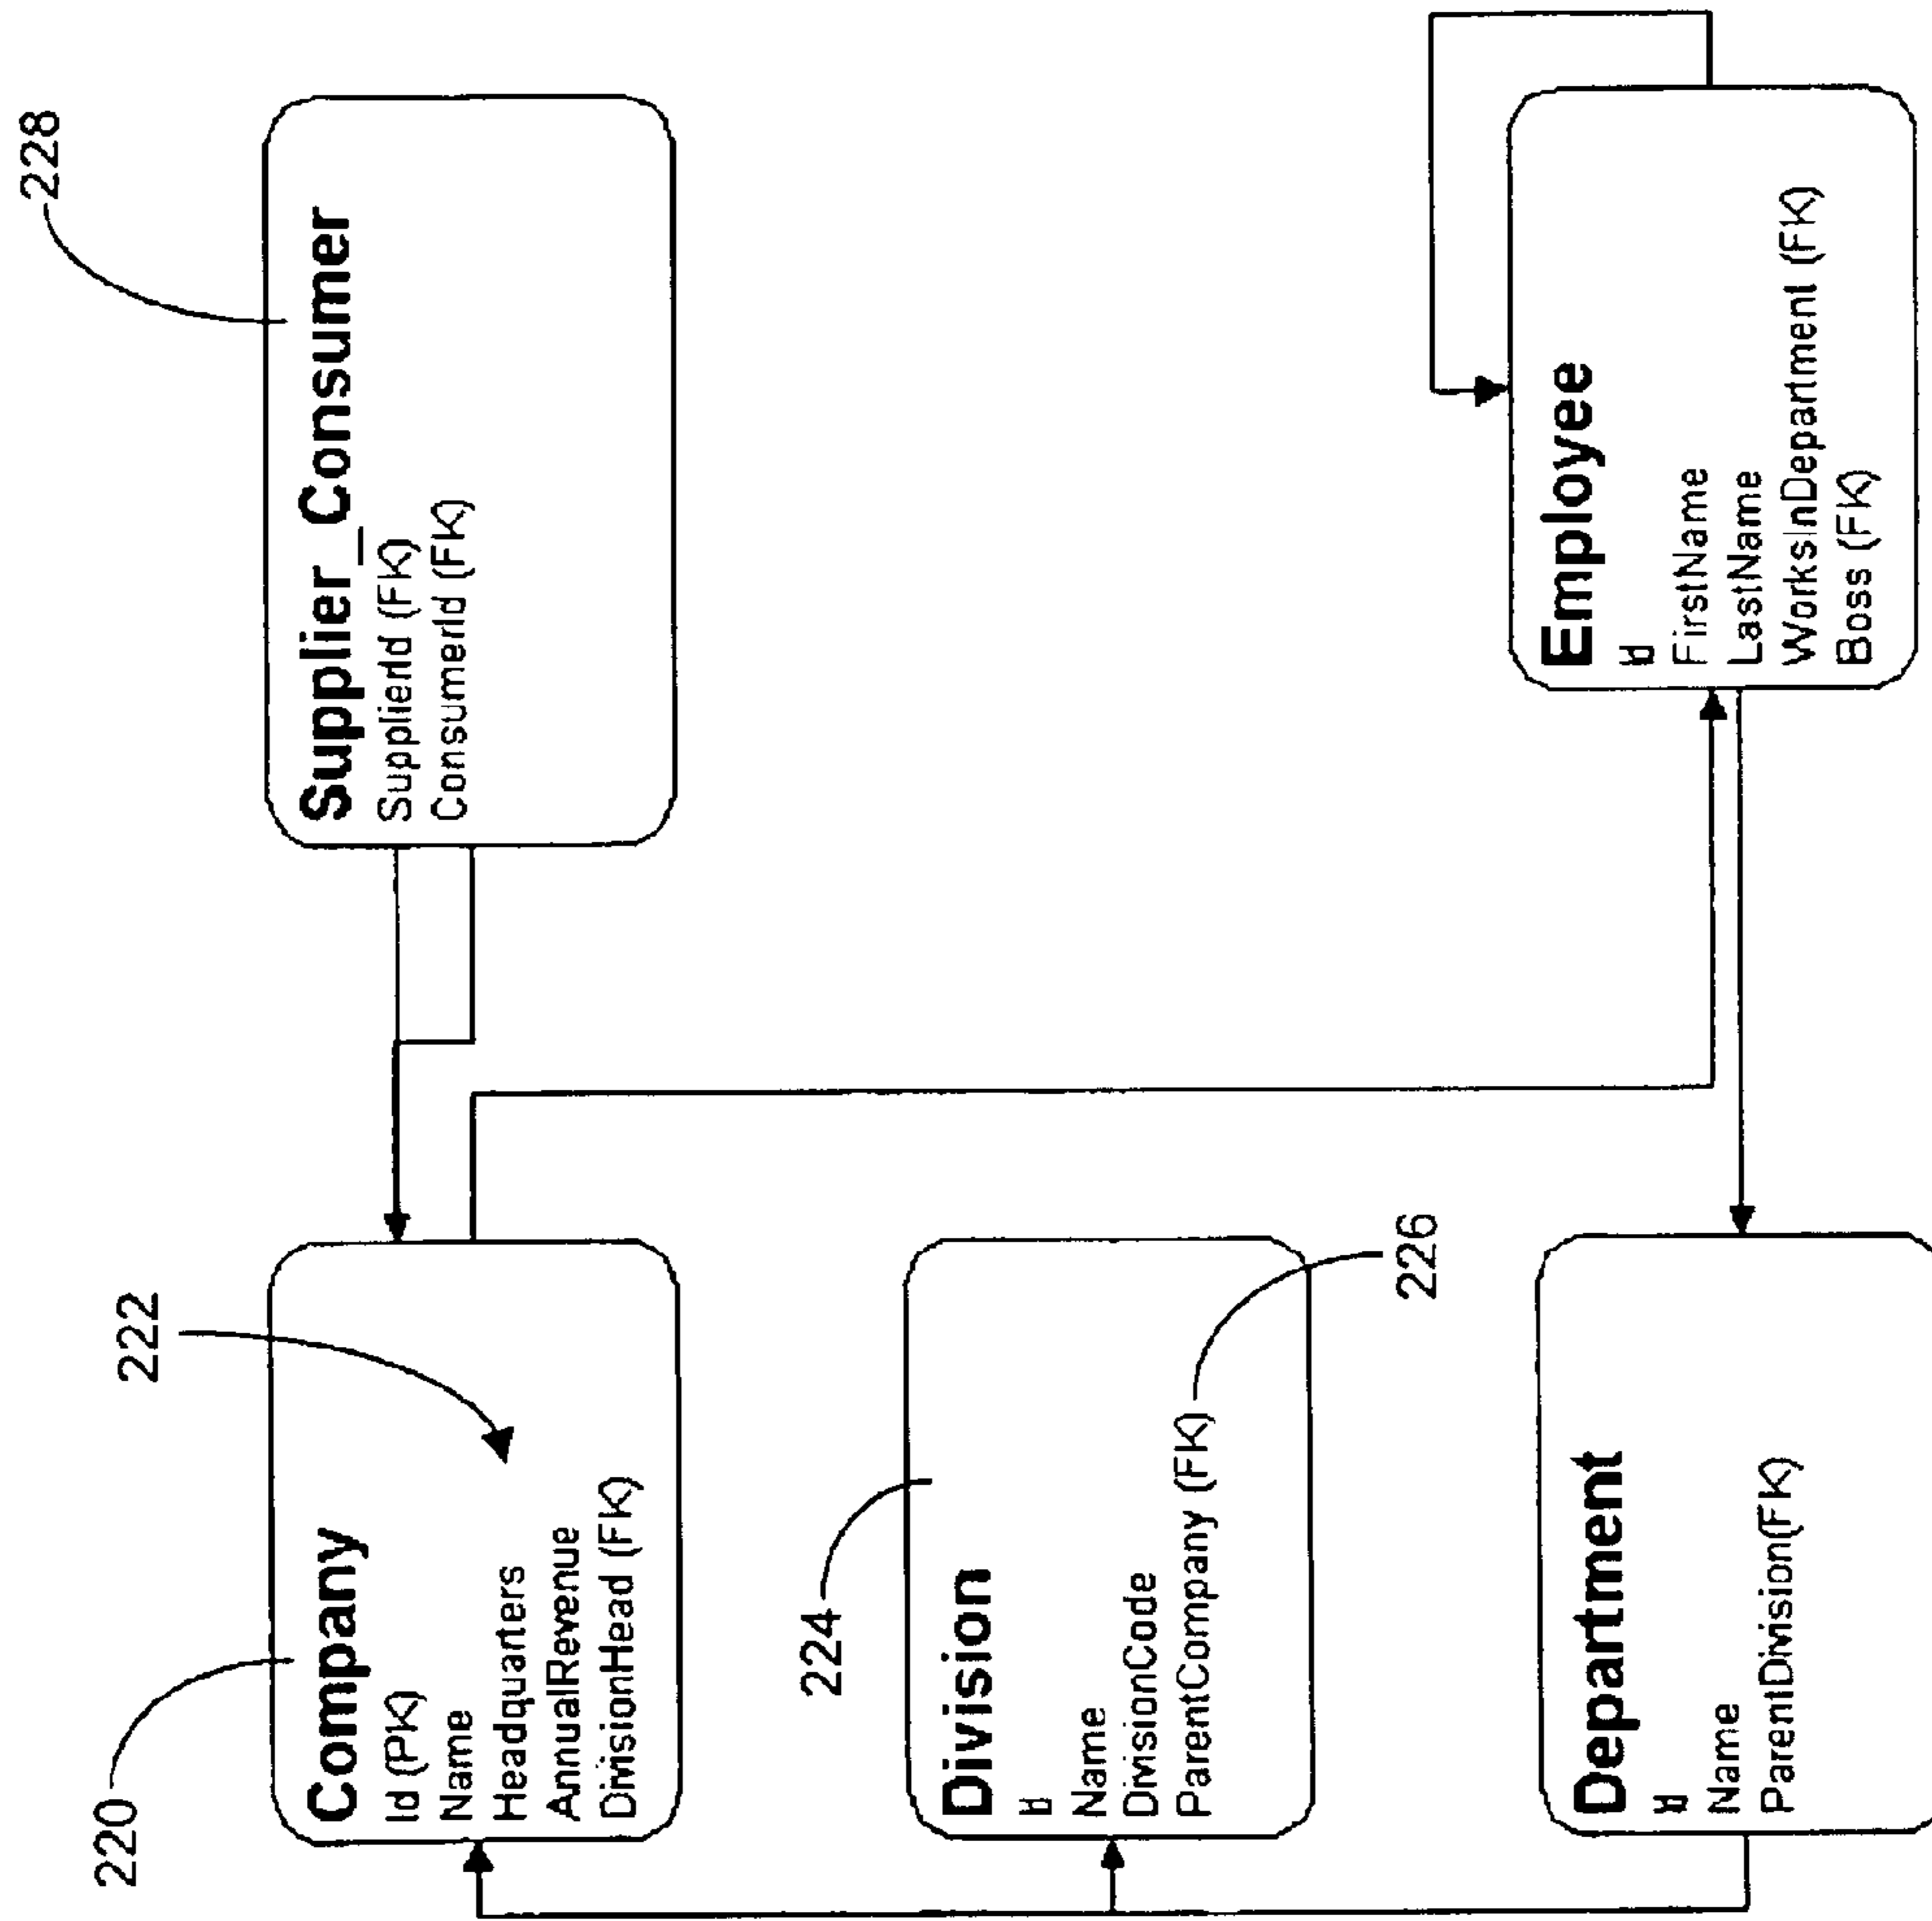 220
Company
Id (PK)
Name
Headquarters
AnnualRevenue
DivisionHead (FK)
222
228
Supplier_Consumer
SupplierId (FK)
ConsumerId (FK)
224
Division
Id
Name
DivisionCode
ParentCompany (FK)
226
Department
Id
Name
ParentDivision(FK)
Employee
Id
FirstName
LastName
WorksInDepartment (FK)
Boss (FK)